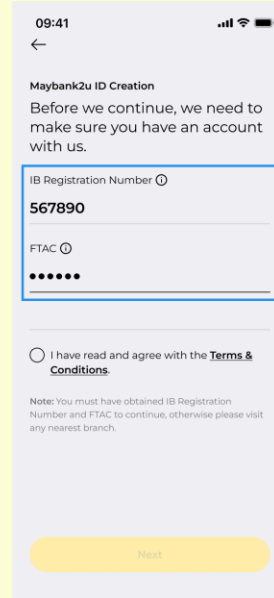 09:41
Maybank2u ID Creation
Before we continue, we need to
make sure you have an account
with us.
IB Registration Number
567890
FTAC
••••••
I have read and agree with the Terms &
Conditions.
Note: You must have obtained IB Registration
Number and FTAC to continue, otherwise please visit
any nearest branch.
Next